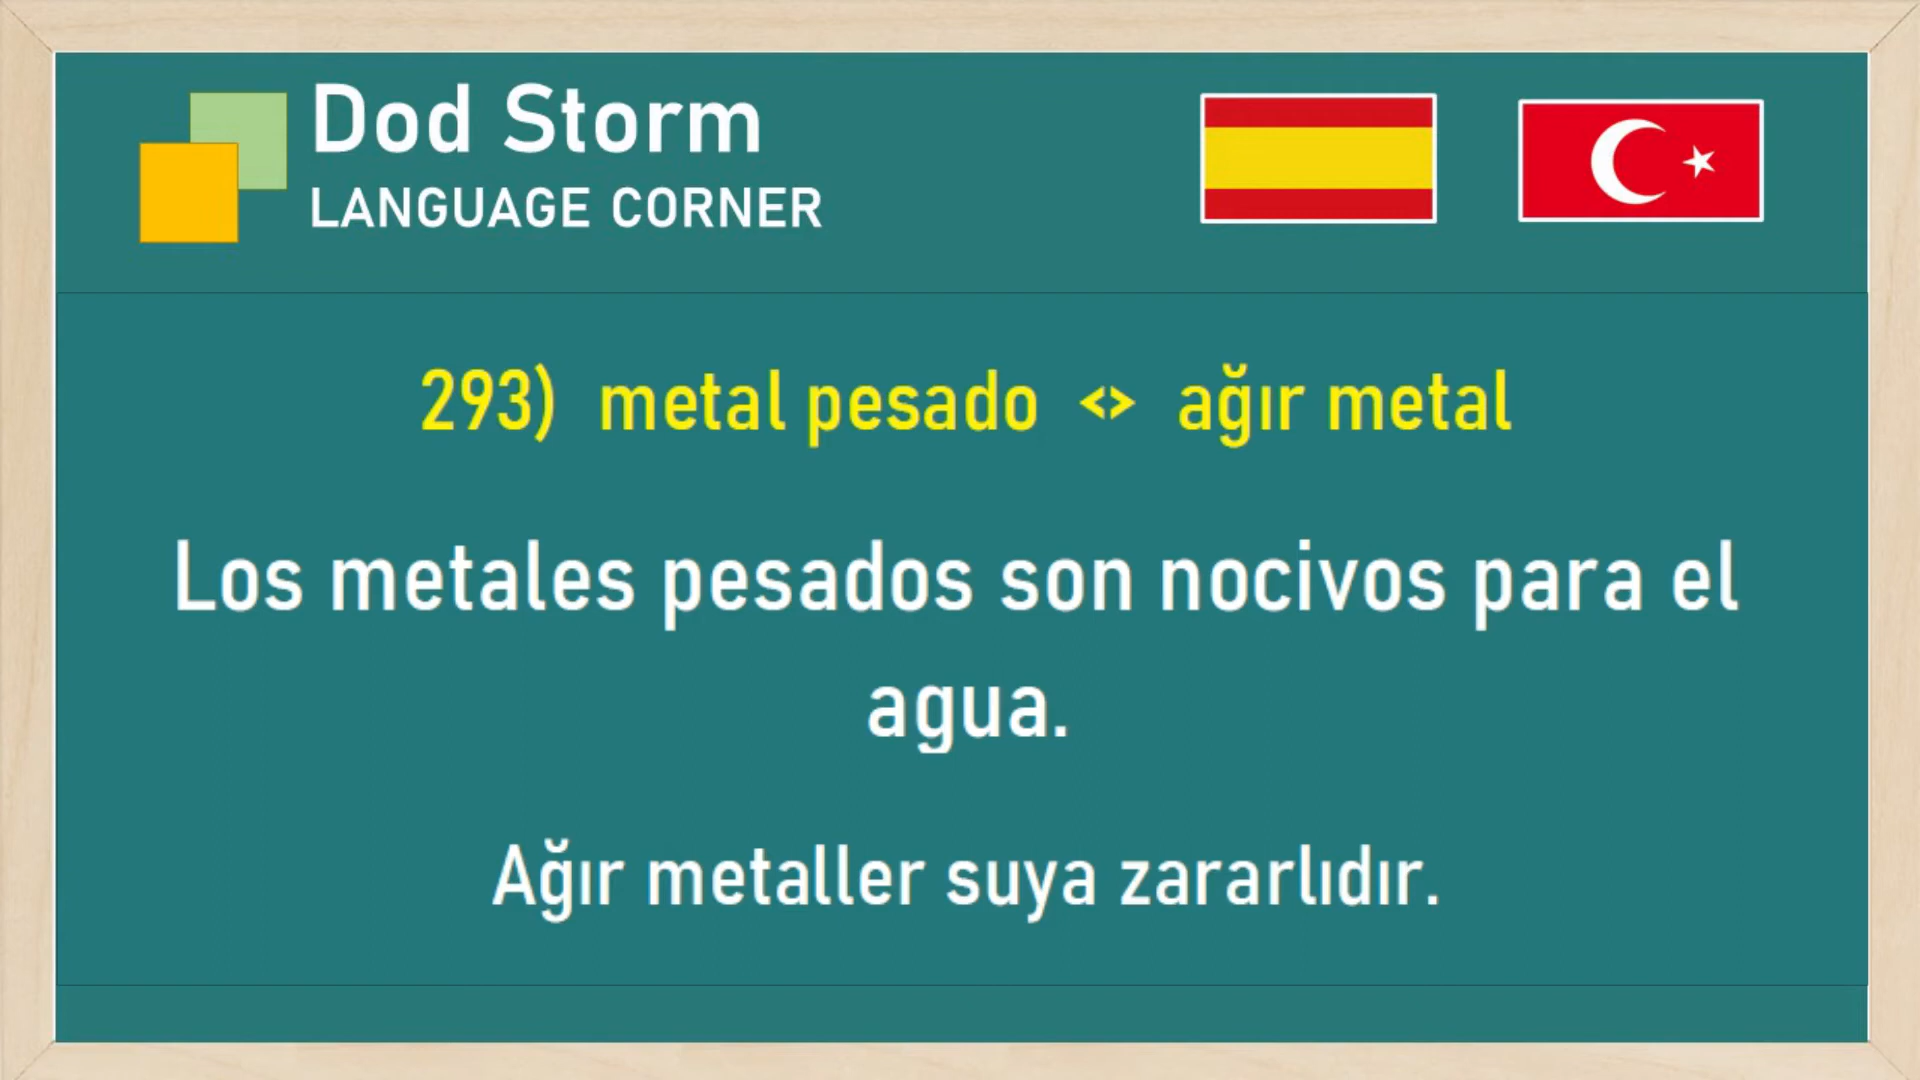 Dod Storm
LANGUAGE CORNER
293) metal pesado <> ağır metal
Los metales pesados son nocivos para el
agua.
Ağır metaller suya zararlıdır.